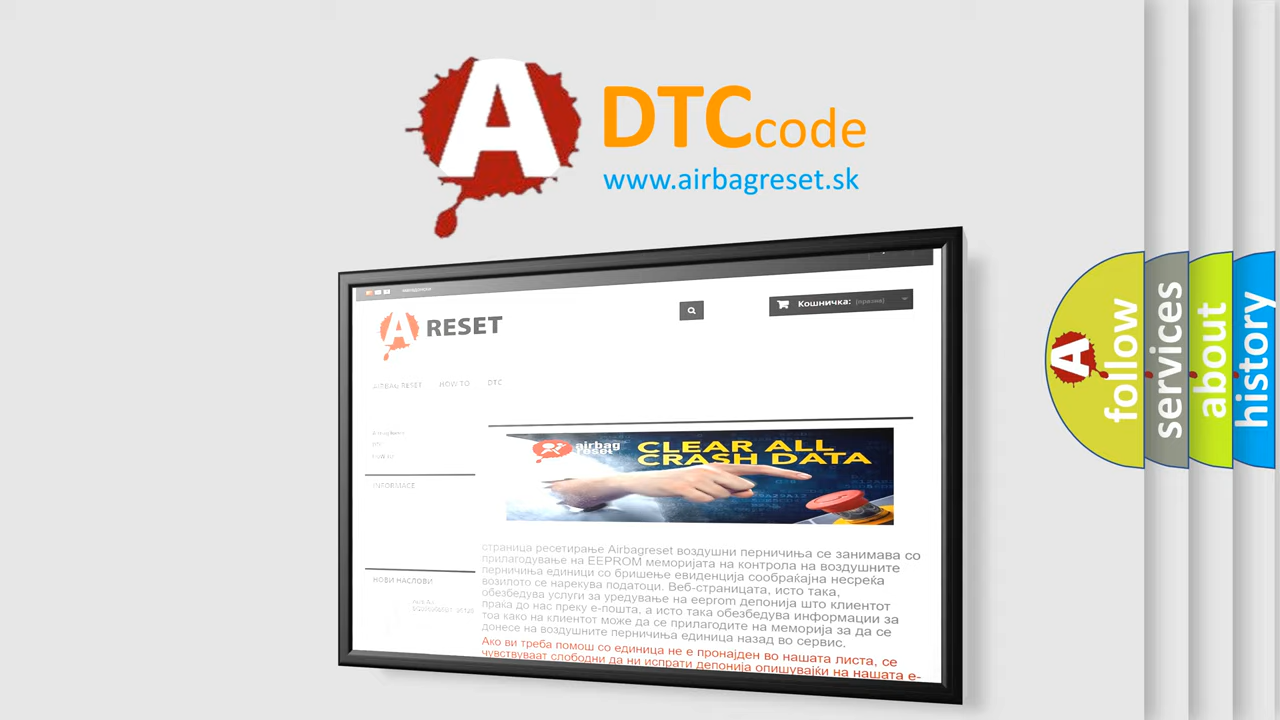 A
DTCcode
www.airbagreset.sk
Кошничка: (празна)
A RESET
HOW TO
DTC
INFORMACE
airbag
reset
CLEAR ALL
CRASH DATA
страница ресетирање Airbagreset воздушни перничиња се занимава со
прилагодување на EEPROM меморијата на контрола на воздушните
перничиња единици со бришење евиденција сообраќајна несреќа
возилото се нарекува податоци. Веб-страницата, исто така,
обезбедува услуги за уредување на eeprom депонија што клиентот
праќа до нас преку е-пошта, а исто така обезбедува информации за
тоа како на клиентот може да се прилагодите на меморија за да се
донесе на воздушните перничиња единица назад во сервис.
Ако ви треба помош со единица не е пронајден во нашата листа, се
чувствуваат слободни да ни испрати депонија опишувајќи на нашата е-
НОВИ НАСЛОВИ
A
follow
services
about
history